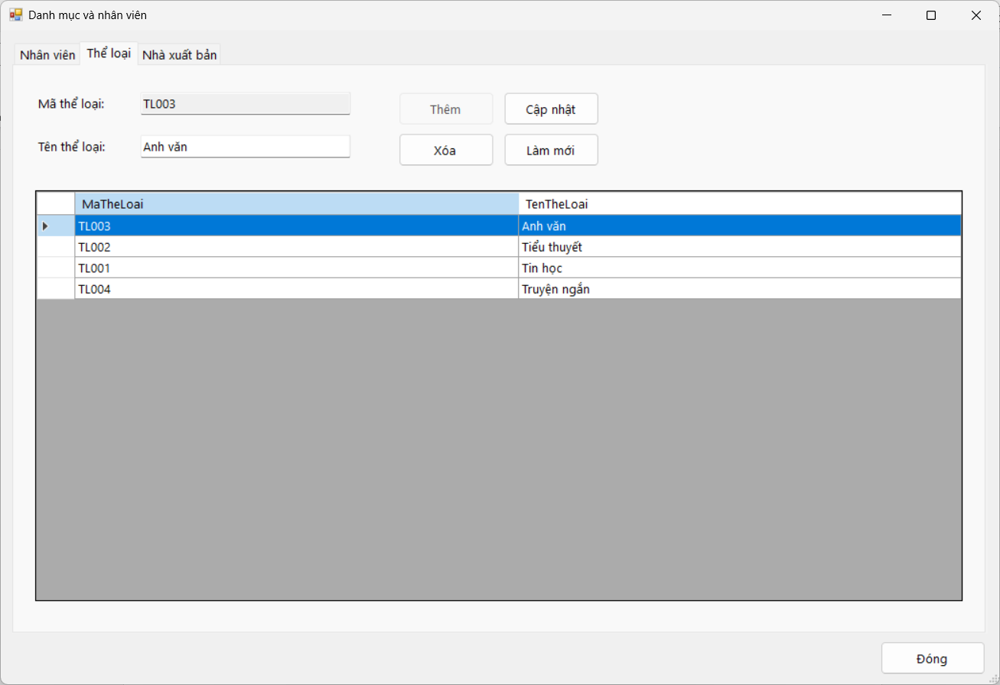 Danh mục và nhân viên
Nhân viên Thể loại Nhà xuất bản
Mã thể loại: TL003 Thêm Cập nhật
Tên thể loại: Anh văn Xóa Làm mới
MaTheLoai TenTheLoai
TL003 Anh văn
TL002 Tiểu thuyết
TL001 Tin học
TL004 Truyện ngắn
Đóng